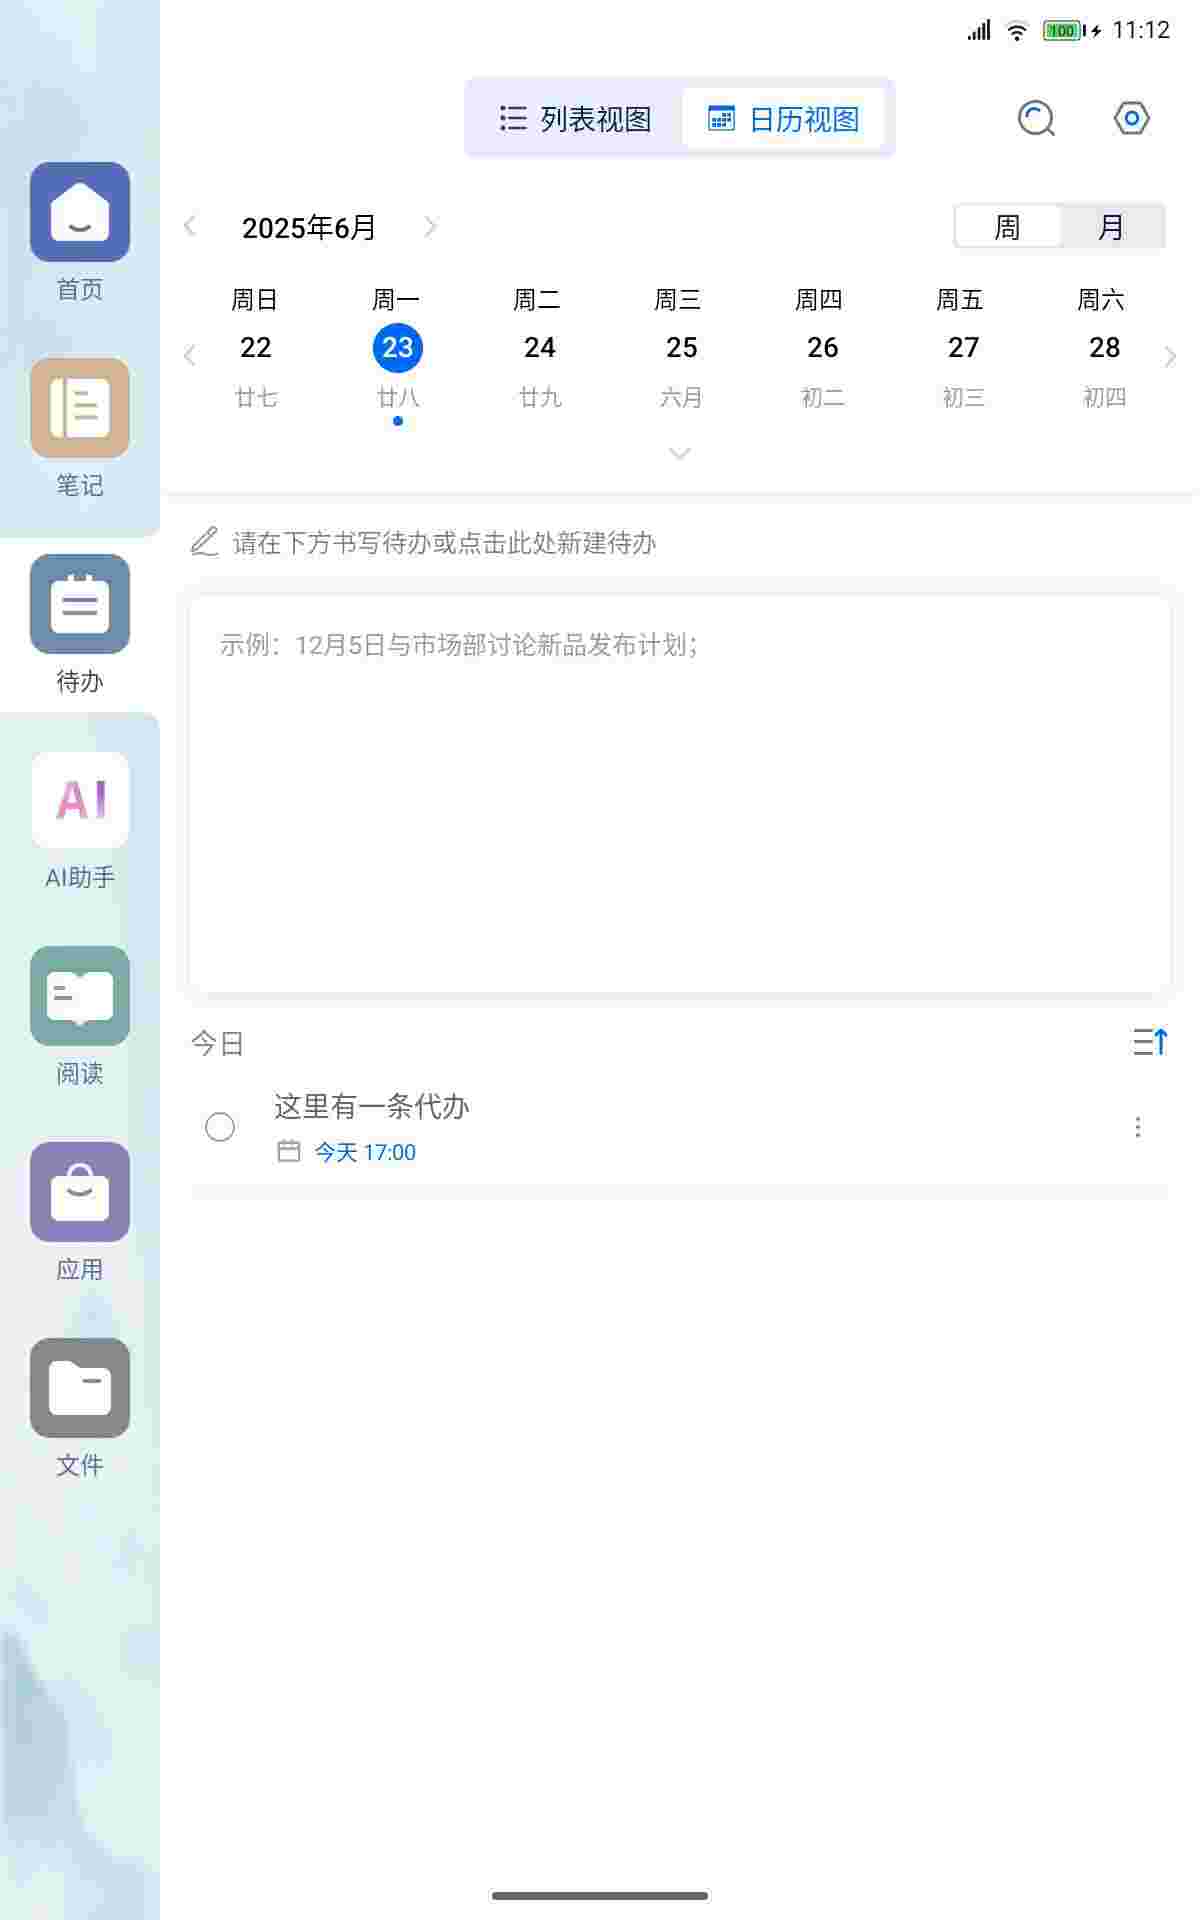 100 11:12
列表视图 日历视图
2025年6月 周 月
周日 周一 周二 周三 周四 周五 周六
22 23 24 25 26 27 28
廿七 廿八 廿九 六月 初二 初三 初四
请在下方书写待办或点击此处新建待办
示例：12月5日与市场部讨论新品发布计划；
今日
这里有一条代办
今天 17:00
首页
笔记
待办
AI
AI助手
阅读
应用
文件